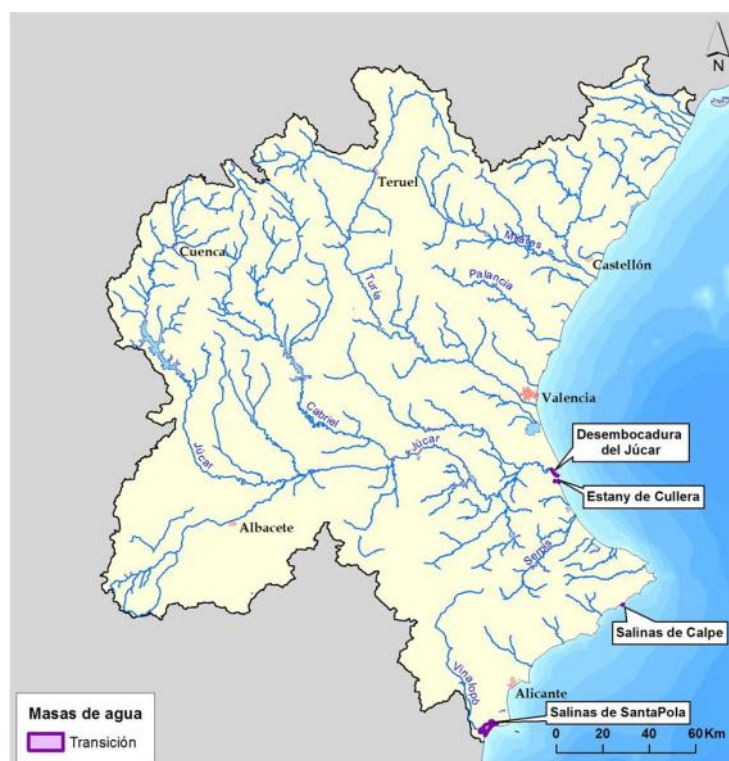 N
Teruel
Cuenca
Mijares
Castellón
Palancia
Turia
Valencia
Cabriel
Júcar
Júcar
Desembocadura
del Júcar
Estany de Cullera
Albacete
Serpis
Salinas de Calpe
Vinalopó
Alicante
Salinas de SantaPola
Masas de agua
Transición
0 20 40 60 Km